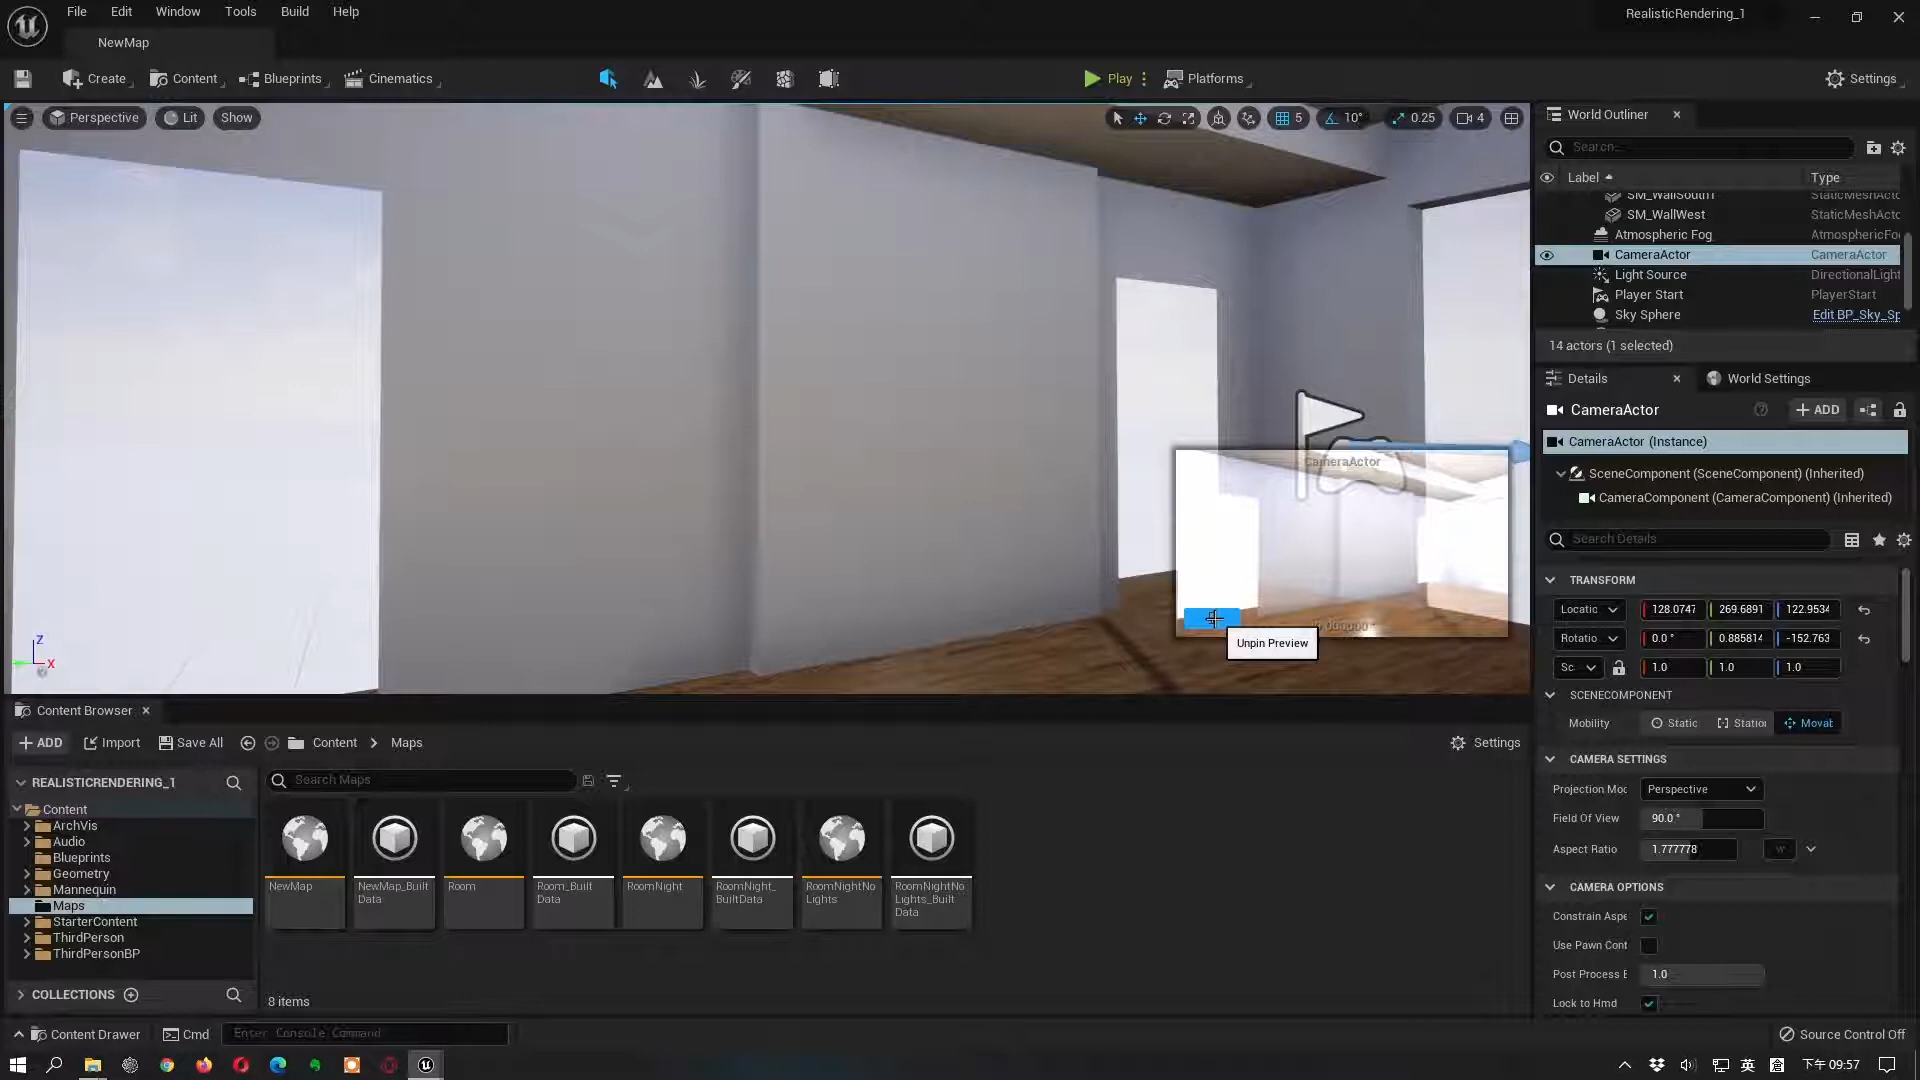 File Edit Window Tools Build Help
RealisticRendering_1
NewMap
Create Content Blueprints Cinematics Play Platforms Settings
Perspective Lit Show
5 10° 0.25 4
World Outliner
Search...
Label Type
SM_WallSouth1 StaticMeshActo
SM_WallWest StaticMeshActo
Atmospheric Fog AtmosphericFo
CameraActor CameraActor
Light Source DirectionalLight
Player Start PlayerStart
Sky Sphere Edit BP_Sky_Sp
14 actors (1 selected)
Details World Settings
CameraActor ADD
CameraActor (Instance)
SceneComponent (SceneComponent) (Inherited)
CameraComponent (CameraComponent) (Inherited)
Search Details
TRANSFORM
Locatic 128.0747 269.6891 122.9534
Rotatio 0.0° 0.885814 -152.763
Sc 1.0 1.0 1.0
SCENECOMPONENT
Mobility Static Station Movab
CAMERA SETTINGS
Projection Moc Perspective
Field Of View 90.0°
Aspect Ratio 1.777778
CAMERA OPTIONS
Constrain Aspe
Use Pawn Cont
Post Process B 1.0
Lock to Hmd
CameraActor
Unpin Preview
Z
X
Content Browser
ADD Import Save All Content Maps Settings
REALISTICRENDERING_1
Search Maps
Content
ArchVis
Audio
Blueprints
Geometry
Mannequin
Maps
StarterContent
ThirdPerson
ThirdPersonBP
COLLECTIONS
NewMap
NewMap_Built
Data
Room
Room_Built
Data
RoomNight
RoomNight_
BuiltData
RoomNightNo
Lights
RoomNightNo
Lights_Built
Data
8 items
Content Drawer Cmd Enter Console Command Source Control Off
英 下午 09:57